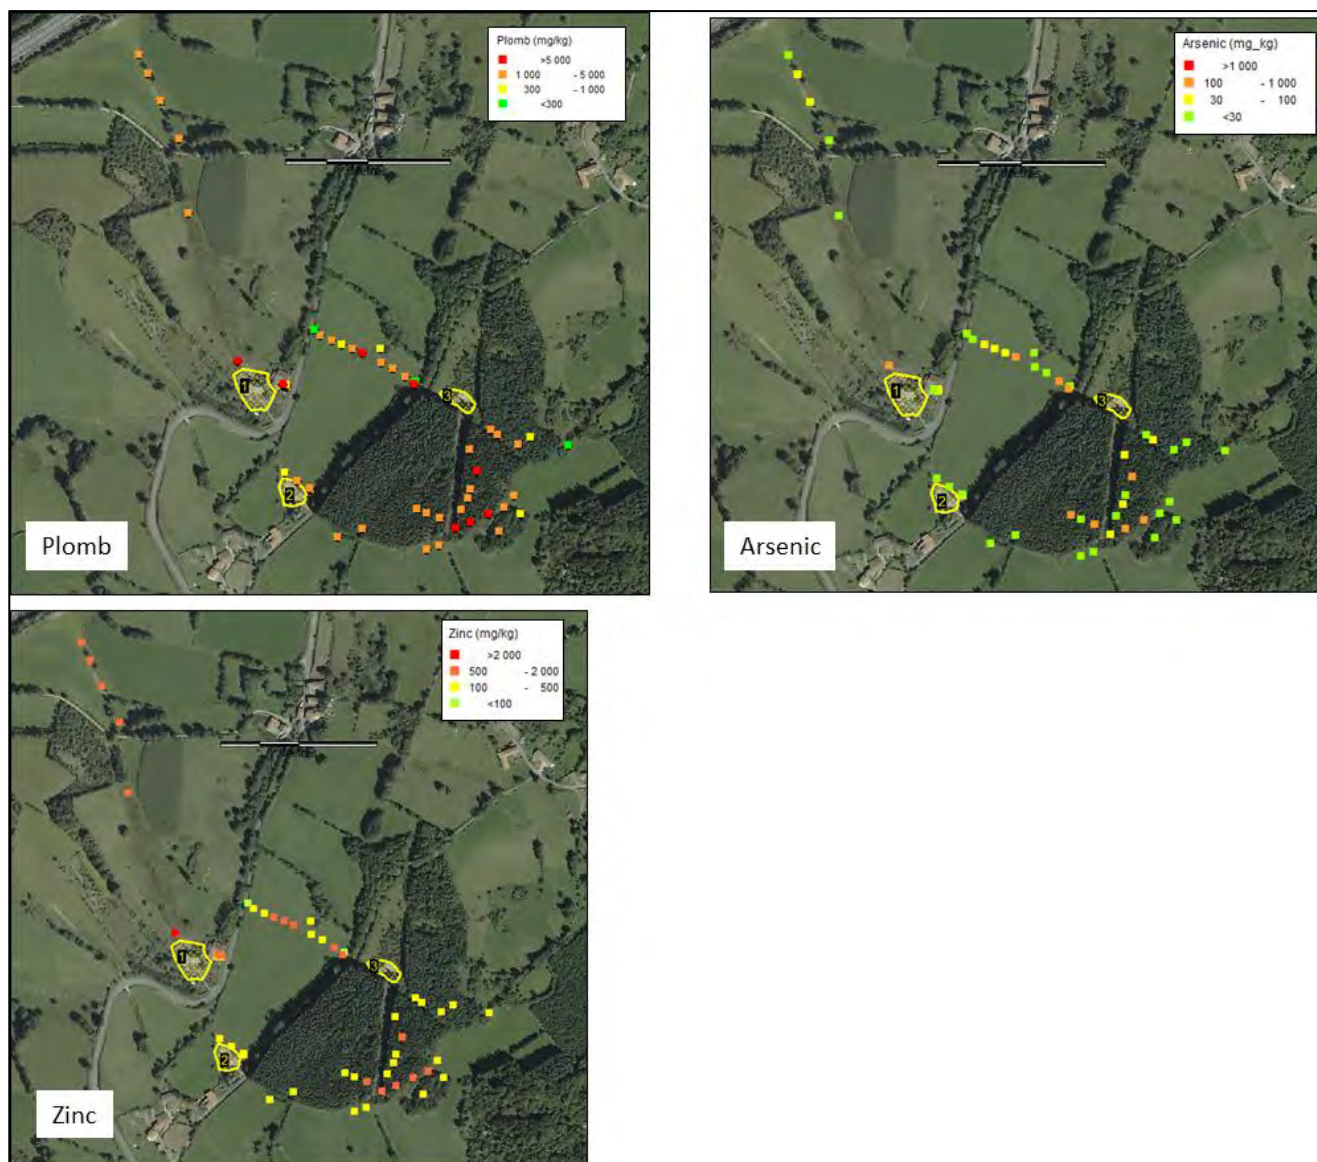 Plomb (mg/kg)
>5 000
1 000 - 5 000
300 - 1 000
<300
1
2
3
Plomb
Arsenic (mg_kg)
>1 000
100 - 1 000
30 - 100
<30
1
2
3
Arsenic
Zinc (mg/kg)
>2 000
500 - 2 000
100 - 500
<100
1
2
3
Zinc